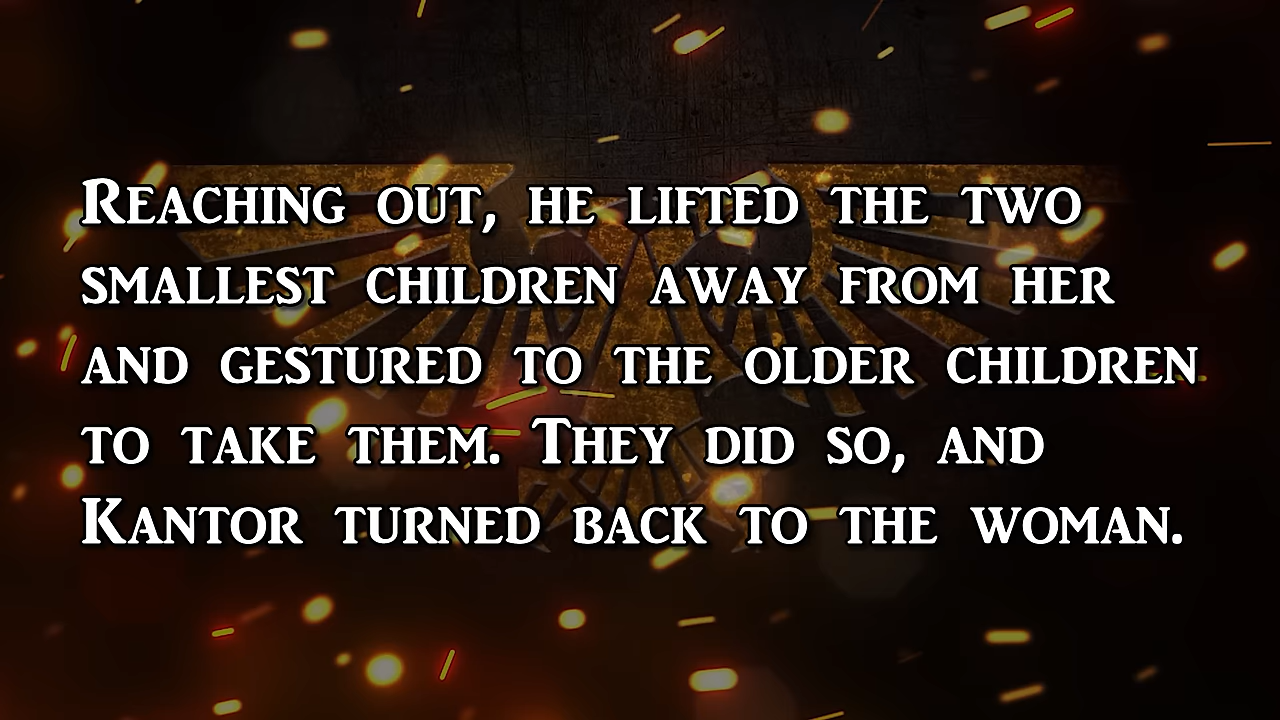 Reaching out, he lifted the two
smallest children away from her
and gestured to the older children
to take them. They did so, and
Kantor turned back to the woman.